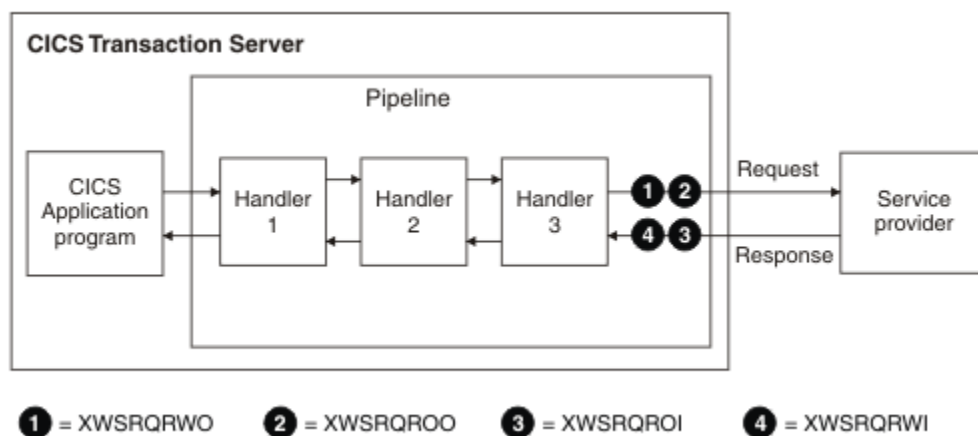 CICS Transaction Server
Pipeline
CICS
Application
program
Handler
1
Handler
2
Handler
3
1 2
4 3
Request
Response
Service
provider
1 = XWSRQRWO 2 = XWSRQROO 3 = XWSRQROI 4 = XWSRQRWI